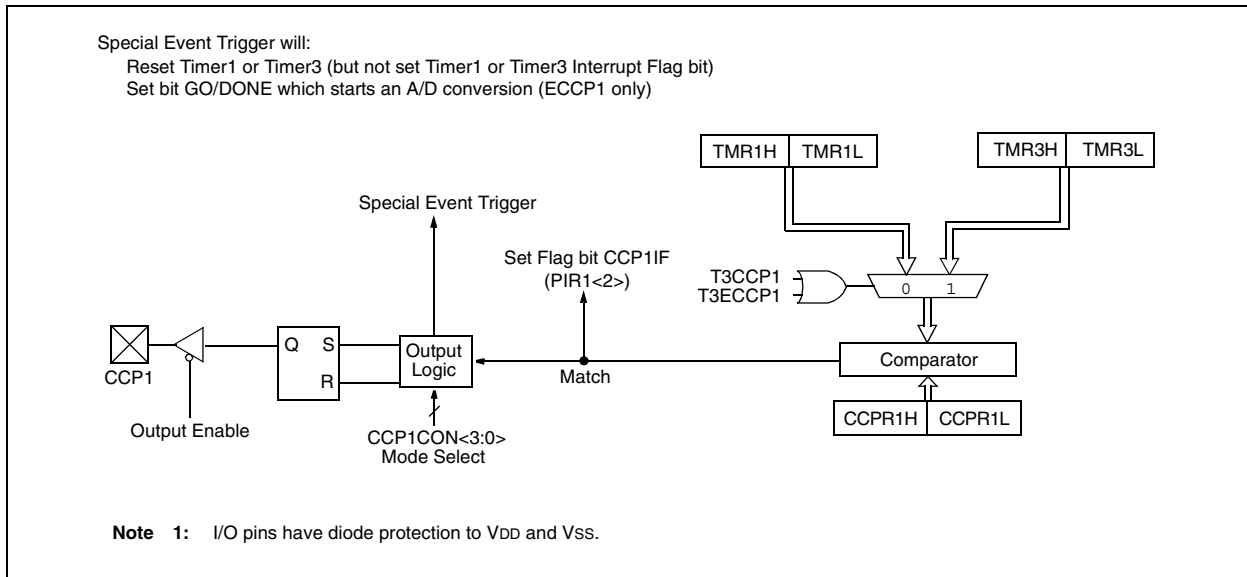 Special Event Trigger will:
Reset Timer1 or Timer3 (but not set Timer1 or Timer3 Interrupt Flag bit)
Set bit GO/DONE which starts an A/D conversion (ECCP1 only)
TMR1H TMR1L
TMR3H TMR3L
Special Event Trigger
Set Flag bit CCP1IF
(PIR1<2>)
T3CCP1
T3ECCP1
0 1
Q S
R
Output
Logic
Match
Comparator
CCP1
Output Enable
CCP1CON<3:0>
Mode Select
CCPR1H CCPR1L
Note 1: I/O pins have diode protection to VDD and VSS.